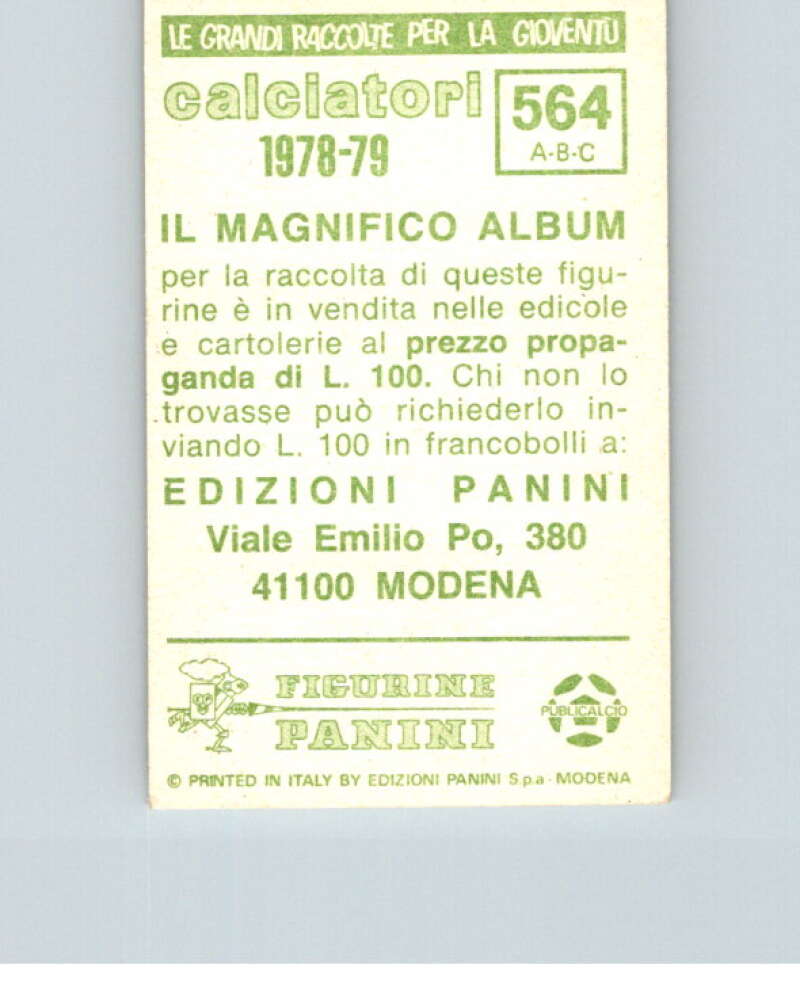 LE GRANDI RACCOLTE PER LA GIOVENTÙ
calciatori
1978-79
564
A-B-C
IL MAGNIFICO ALBUM
per la raccolta di queste figu-
rine è in vendita nelle edicole
e cartolerie al prezzo propa-
ganda di L. 100. Chi non lo
trovasse può richiederlo in-
viando L. 100 in francobolli a:
EDIZIONI PANINI
Viale Emilio Po, 380
41100 MODENA
FIGURINE
PANINI
PUBLICALCIO
© PRINTED IN ITALY BY EDIZIONI PANINI S.p.a - MODENA